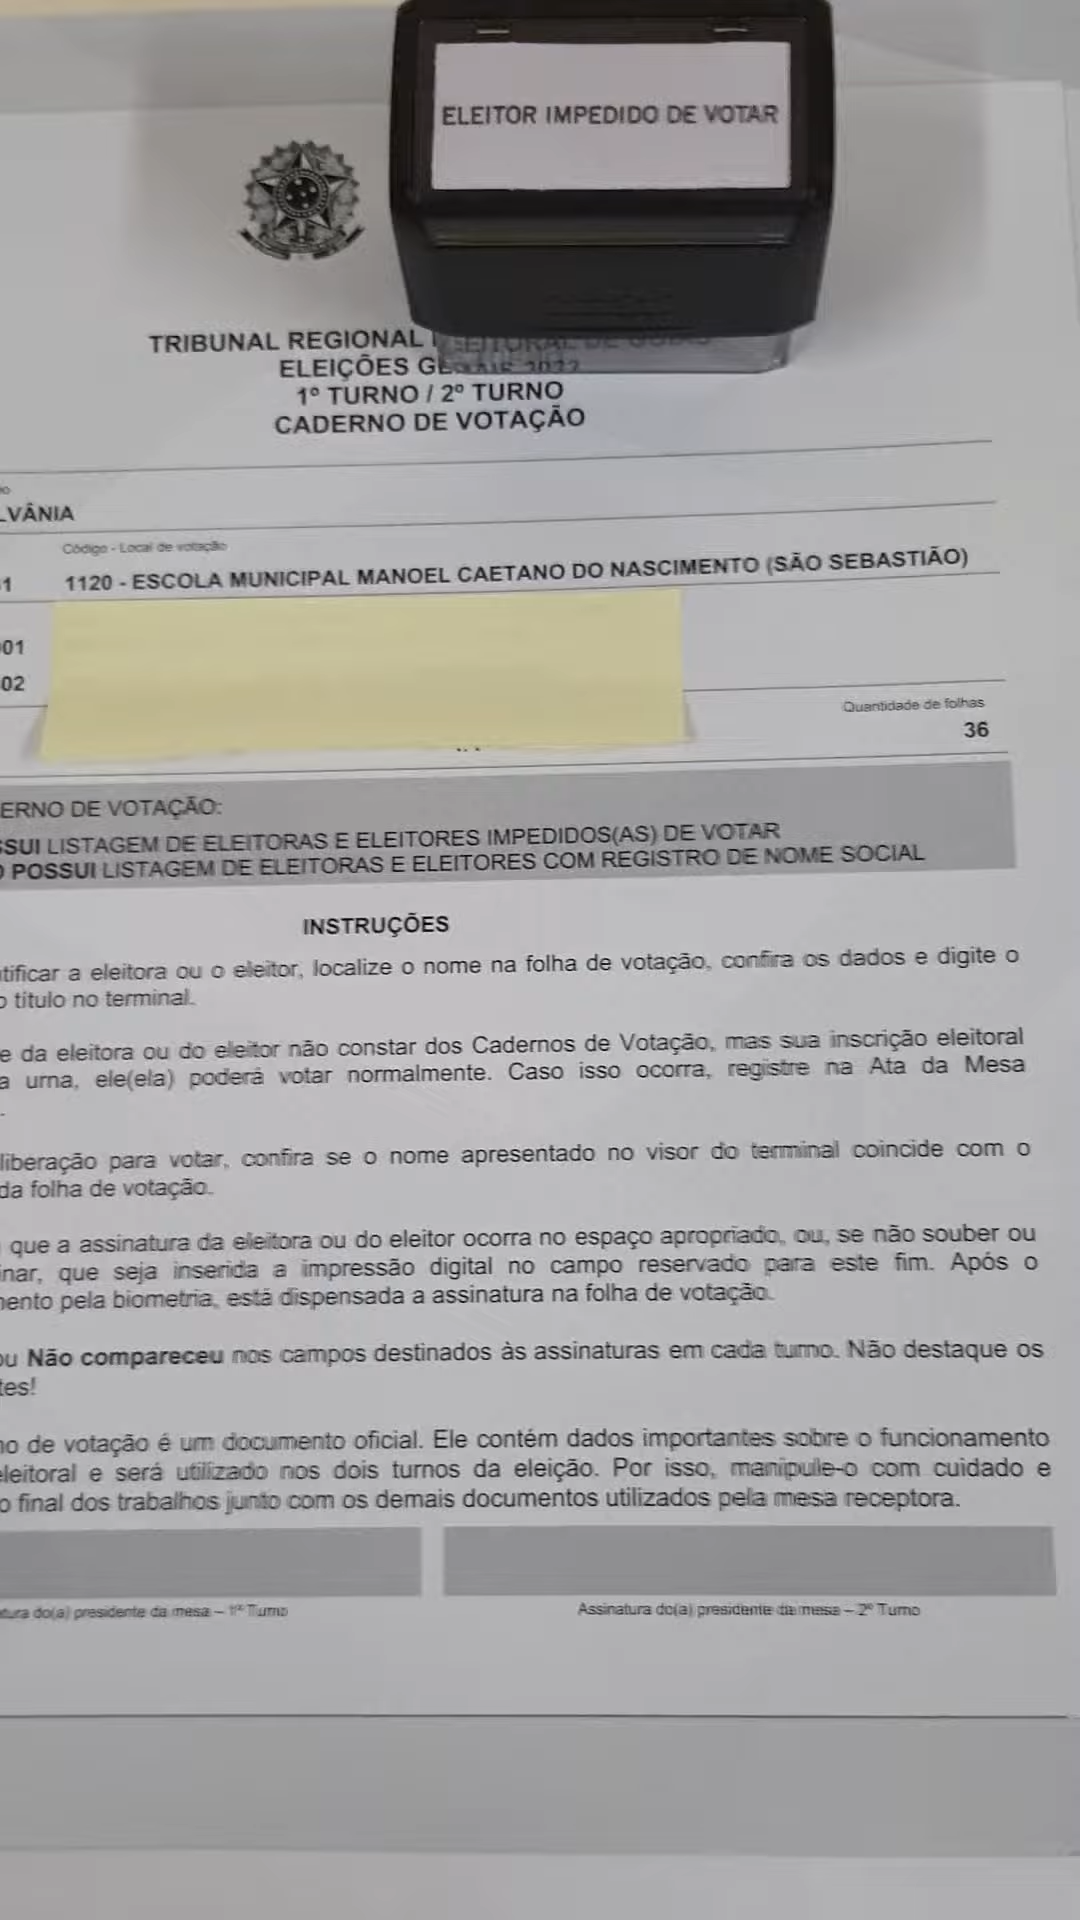 ELEITOR IMPEDIDO DE VOTAR
TRIBUNAL REGIONAL ELEITORAL DE GOIÁS
ELEIÇÕES GERAIS 2022
1º TURNO / 2º TURNO
CADERNO DE VOTAÇÃO
LVÂNIA
Código - Local de votação
1 1120 - ESCOLA MUNICIPAL MANOEL CAETANO DO NASCIMENTO (SÃO SEBASTIÃO)
01
02
Quantidade de folhas
36
ERNO DE VOTAÇÃO:
SSUI LISTAGEM DE ELEITORAS E ELEITORES IMPEDIDOS(AS) DE VOTAR
O POSSUI LISTAGEM DE ELEITORAS E ELEITORES COM REGISTRO DE NOME SOCIAL
INSTRUÇÕES
tificar a eleitora ou o eleitor, localize o nome na folha de votação, confira os dados e digite o
o título no terminal.
e da eleitora ou do eleitor não constar dos Cadernos de Votação, mas sua inscrição eleitoral
a urna, ele(ela) poderá votar normalmente. Caso isso ocorra, registre na Ata da Mesa
.
liberação para votar, confira se o nome apresentado no visor do terminal coincide com o
da folha de votação.
que a assinatura da eleitora ou do eleitor ocorra no espaço apropriado, ou, se não souber ou
inar, que seja inserida a impressão digital no campo reservado para este fim. Após o
mento pela biometria, está dispensada a assinatura na folha de votação.
ou Não compareceu nos campos destinados às assinaturas em cada turno. Não destaque os
tes!
no de votação é um documento oficial. Ele contém dados importantes sobre o funcionamento
eleitoral e será utilizado nos dois turnos da eleição. Por isso, manipule-o com cuidado e
o final dos trabalhos junto com os demais documentos utilizados pela mesa receptora.
tura do(a) presidente da mesa – 1º Turno
Assinatura do(a) presidente da mesa – 2º Turno